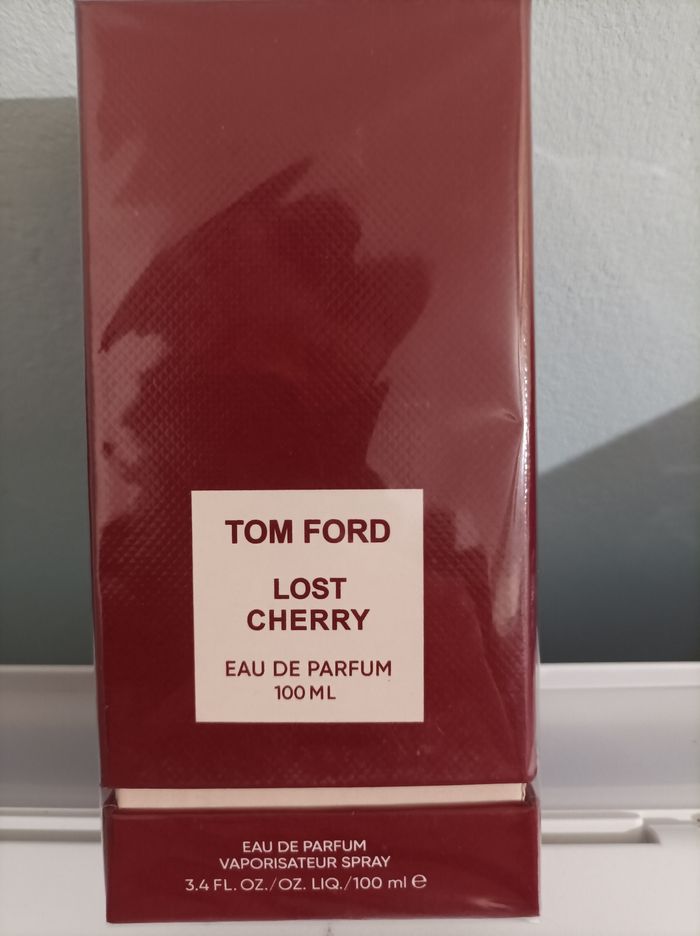 TOM FORD
LOST
CHERRY
EAU DE PARFUM
100 ML
EAU DE PARFUM
VAPORISATEUR SPRAY
3.4 FL. OZ./OZ. LIQ./100 ml ℮